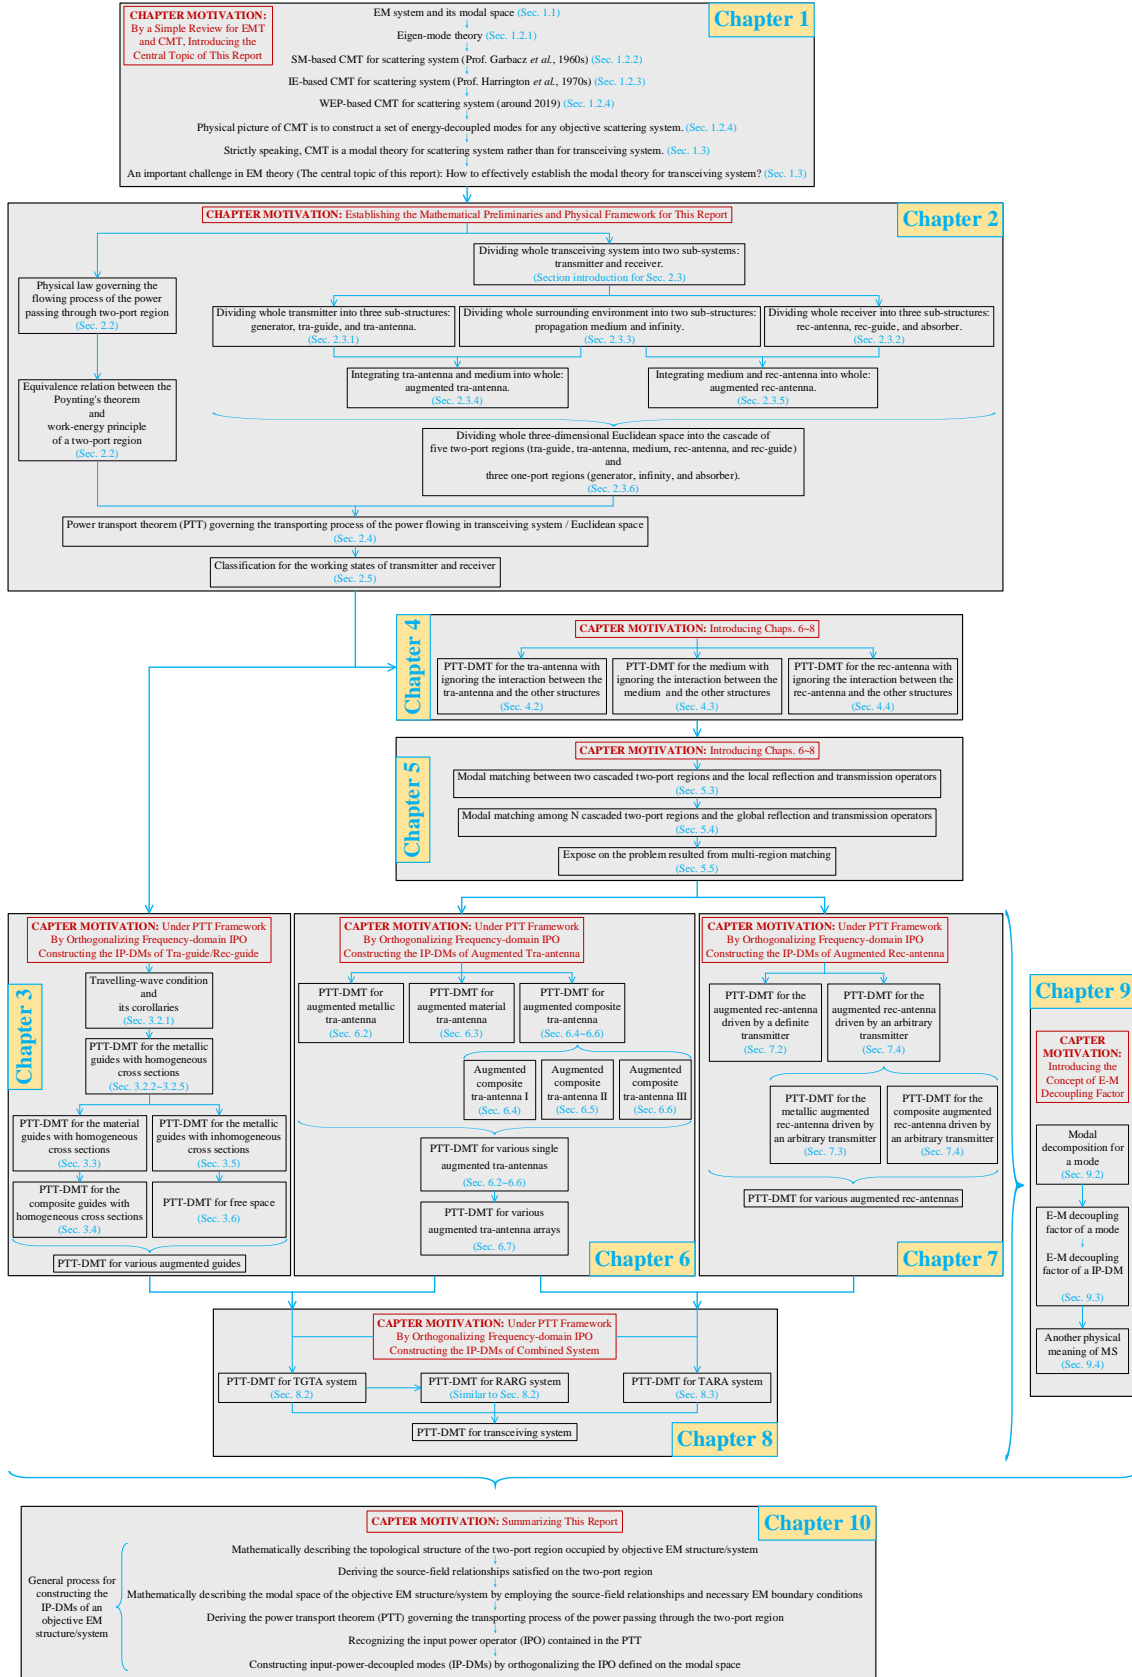 CHAPTER MOTIVATION:
By a Simple Review for EMT
and CMT, Introducing the
Central Topic of This Report
Chapter 1
EM system and its modal space (Sec. 1.1)
Eigen-mode theory (Sec. 1.2.1)
SM-based CMT for scattering system (Prof. Garbacz et al., 1960s) (Sec. 1.2.2)
IE-based CMT for scattering system (Prof. Harrington et al., 1970s) (Sec. 1.2.3)
WEP-based CMT for scattering system (around 2019) (Sec. 1.2.4)
Physical picture of CMT is to construct a set of energy-decoupled modes for any objective scattering system. (Sec. 1.2.4)
Strictly speaking, CMT is a modal theory for scattering system rather than for transceiving system. (Sec. 1.3)
An important challenge in EM theory (The central topic of this report): How to effectively establish the modal theory for transceiving system? (Sec. 1.3)
CHAPTER MOTIVATION: Establishing the Mathematical Preliminaries and Physical Framework for This Report
Chapter 2
Dividing whole transceiving system into two sub-systems:
transmitter and receiver.
(Section introduction for Sec. 2.3)
Physical law governing the
flowing process of the power
passing through two-port region
(Sec. 2.2)
Dividing whole transmitter into three sub-structures:
generator, tra-guide, and tra-antenna.
(Sec. 2.3.1)
Dividing whole surrounding environment into two sub-structures:
propagation medium and infinity.
(Sec. 2.3.3)
Dividing whole receiver into three sub-structures:
rec-antenna, rec-guide, and absorber.
(Sec. 2.3.2)
Integrating tra-antenna and medium into whole:
augmented tra-antenna.
(Sec. 2.3.4)
Integrating medium and rec-antenna into whole:
augmented rec-antenna.
(Sec. 2.3.5)
Equivalence relation between the
Poynting's theorem
and
work-energy principle
of a two-port region
(Sec. 2.2)
Dividing whole three-dimensional Euclidean space into the cascade of
five two-port regions (tra-guide, tra-antenna, medium, rec-antenna, and rec-guide)
and
three one-port regions (generator, infinity, and absorber).
(Sec. 2.3.6)
Power transport theorem (PTT) governing the transporting process of the power flowing in transceiving system / Euclidean space
(Sec. 2.4)
Classification for the working states of transmitter and receiver
(Sec. 2.5)
Chapter 4
CAPTER MOTIVATION: Introducing Chaps. 6~8
PTT-DMT for the tra-antenna with
ignoring the interaction between the
tra-antenna and the other structures
(Sec. 4.2)
PTT-DMT for the medium with
ignoring the interaction between the
medium and the other structures
(Sec. 4.3)
PTT-DMT for the rec-antenna with
ignoring the interaction between the
rec-antenna and the other structures
(Sec. 4.4)
Chapter 5
CAPTER MOTIVATION: Introducing Chaps. 6~8
Modal matching between two cascaded two-port regions and the local reflection and transmission operators
(Sec. 5.3)
Modal matching among N cascaded two-port regions and the global reflection and transmission operators
(Sec. 5.4)
Expose on the problem resulted from multi-region matching
(Sec. 5.5)
Chapter 3
CAPTER MOTIVATION: Under PTT Framework
By Orthogonalizing Frequency-domain IPO
Constructing the IP-DMs of Tra-guide/Rec-guide
Travelling-wave condition
and
its corollaries
(Sec. 3.2.1)
PTT-DMT for the metallic
guides with homogeneous
cross sections
(Sec. 3.2.2~3.2.5)
PTT-DMT for the material
guides with homogeneous
cross sections
(Sec. 3.3)
PTT-DMT for the metallic
guides with inhomogeneous
cross sections
(Sec. 3.5)
PTT-DMT for the
composite guides with
homogeneous cross sections
(Sec. 3.4)
PTT-DMT for free space
(Sec. 3.6)
PTT-DMT for various augmented guides
CAPTER MOTIVATION: Under PTT Framework
By Orthogonalizing Frequency-domain IPO
Constructing the IP-DMs of Augmented Tra-antenna
PTT-DMT for
augmented metallic
tra-antenna
(Sec. 6.2)
PTT-DMT for
augmented material
tra-antenna
(Sec. 6.3)
PTT-DMT for
augmented composite
tra-antenna
(Sec. 6.4~6.6)
Augmented
composite
tra-antenna I
(Sec. 6.4)
Augmented
composite
tra-antenna II
(Sec. 6.5)
Augmented
composite
tra-antenna III
(Sec. 6.6)
PTT-DMT for various single
augmented tra-antennas
(Sec. 6.2~6.6)
PTT-DMT for various
augmented tra-antenna arrays
(Sec. 6.7)
Chapter 6
CAPTER MOTIVATION: Under PTT Framework
By Orthogonalizing Frequency-domain IPO
Constructing the IP-DMs of Augmented Rec-antenna
PTT-DMT for the
augmented rec-antenna
driven by a definite
transmitter
(Sec. 7.2)
PTT-DMT for the
augmented rec-antenna
driven by an arbitrary
transmitter
(Sec. 7.4)
PTT-DMT for the
metallic augmented
rec-antenna driven by
an arbitrary transmitter
(Sec. 7.3)
PTT-DMT for the
composite augmented
rec-antenna driven by
an arbitrary transmitter
(Sec. 7.4)
PTT-DMT for various augmented rec-antennas
Chapter 7
Chapter 9
CAPTER
MOTIVATION:
Introducing the
Concept of E-M
Decoupling Factor
Modal
decomposition for
a mode
(Sec. 9.2)
E-M decoupling
factor of a mode
E-M decoupling
factor of a IP-DM
(Sec. 9.3)
Another physical
meaning of MS
(Sec. 9.4)
CAPTER MOTIVATION: Under PTT Framework
By Orthogonalizing Frequency-domain IPO
Constructing the IP-DMs of Combined System
PTT-DMT for TGTA system
(Sec. 8.2)
PTT-DMT for RARG system
(Similar to Sec. 8.2)
PTT-DMT for TARA system
(Sec. 8.3)
PTT-DMT for transceiving system
Chapter 8
CAPTER MOTIVATION: Summarizing This Report
Chapter 10
General process for
constructing the
IP-DMs of an
objective EM
structure/system
Mathematically describing the topological structure of the two-port region occupied by objective EM structure/system
Deriving the source-field relationships satisfied on the two-port region
Mathematically describing the modal space of the objective EM structure/system by employing the source-field relationships and necessary EM boundary conditions
Deriving the power transport theorem (PTT) governing the transporting process of the power passing through the two-port region
Recognizing the input power operator (IPO) contained in the PTT
Constructing input-power-decoupled modes (IP-DMs) by orthogonalizing the IPO defined on the modal space